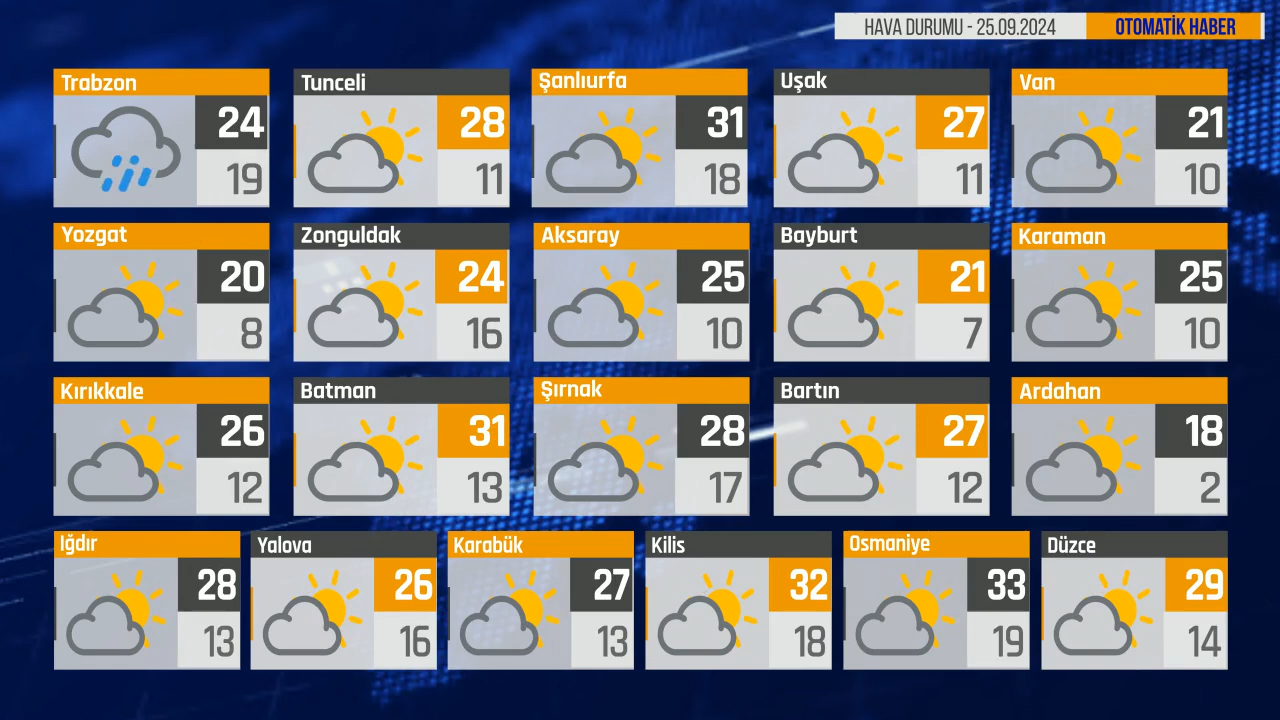 HAVA DURUMU - 25.09.2024 OTOMATİK HABER
Trabzon
24
19
Tunceli
28
11
Şanlıurfa
31
18
Uşak
27
11
Van
21
10
Yozgat
20
8
Zonguldak
24
16
Aksaray
25
10
Bayburt
21
7
Karaman
25
10
Kırıkkale
26
12
Batman
31
13
Şırnak
28
17
Bartın
27
12
Ardahan
18
2
Iğdır
28
13
Yalova
26
16
Karabük
27
13
Kilis
32
18
Osmaniye
33
19
Düzce
29
14